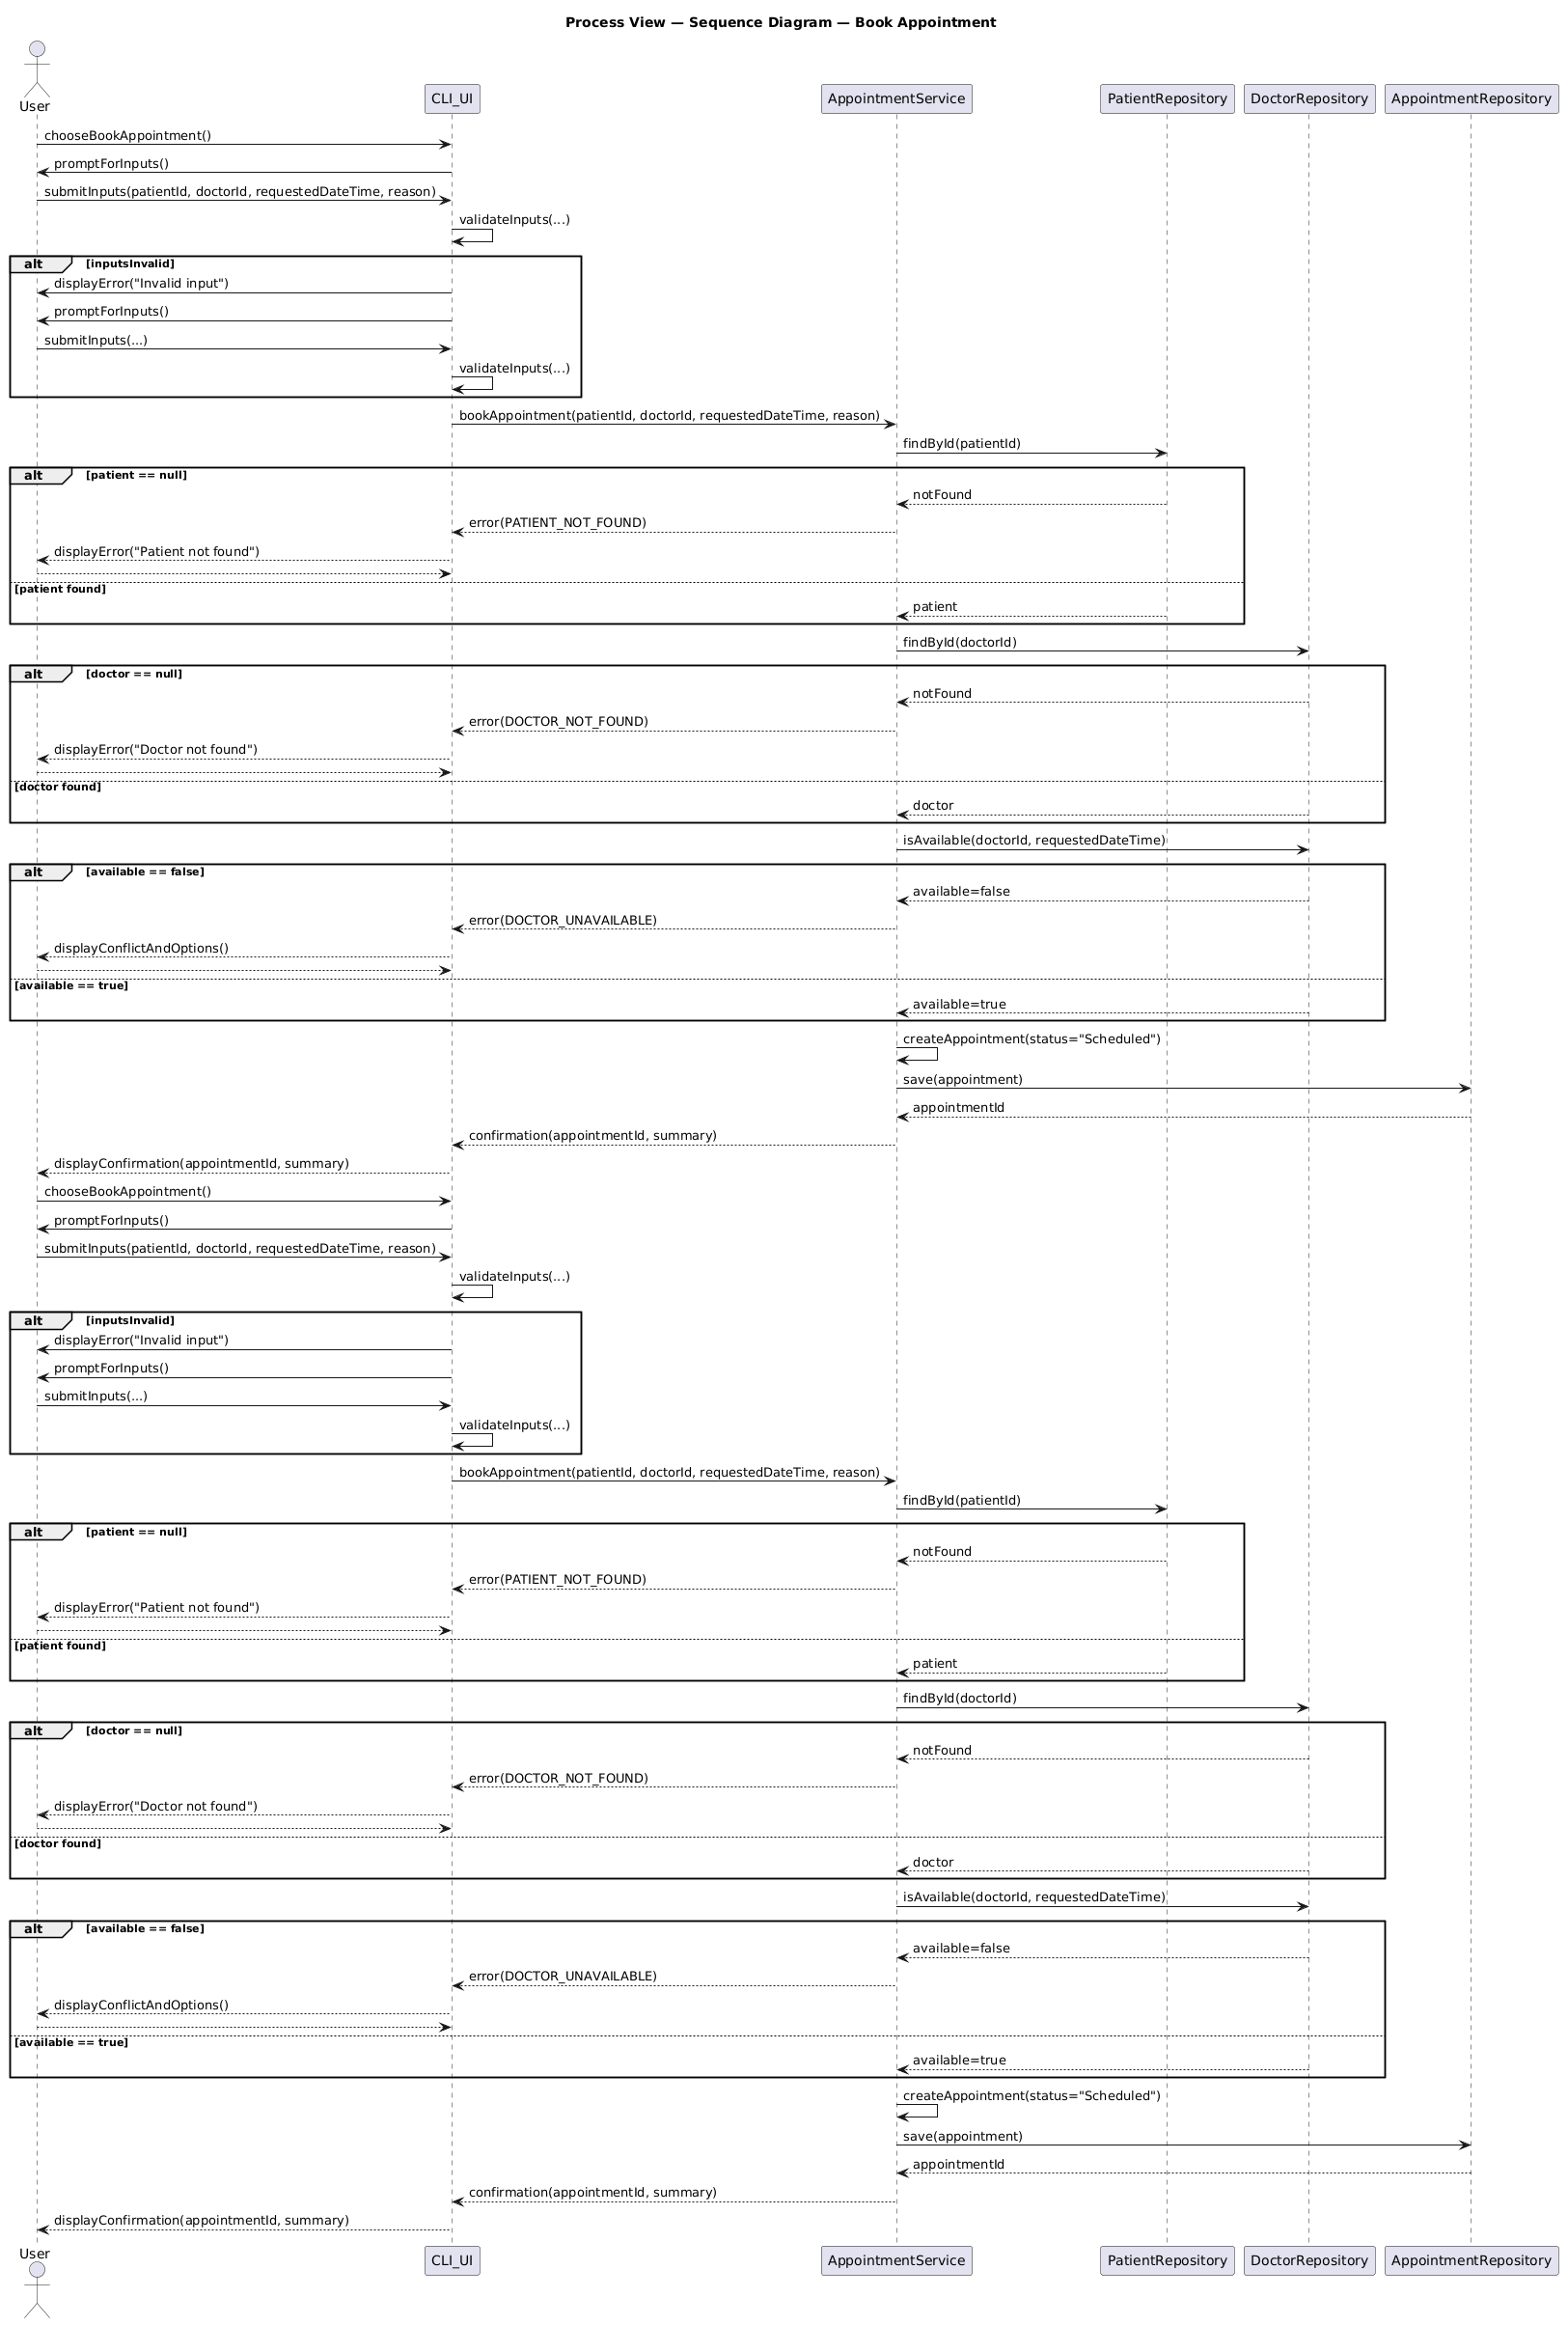 Process View — Sequence Diagram — Book Appointment
User
CLI_UI
AppointmentService
PatientRepository
DoctorRepository
AppointmentRepository
chooseBookAppointment()
promptForInputs()
submitInputs(patientId, doctorId, requestedDateTime, reason)
validateInputs(...)
alt [inputsInvalid]
displayError("Invalid input")
promptForInputs()
submitInputs(...)
validateInputs(...)
bookAppointment(patientId, doctorId, requestedDateTime, reason)
findById(patientId)
alt [patient == null]
notFound
error(PATIENT_NOT_FOUND)
displayError("Patient not found")
[patient found]
patient
findById(doctorId)
alt [doctor == null]
notFound
error(DOCTOR_NOT_FOUND)
displayError("Doctor not found")
[doctor found]
doctor
isAvailable(doctorId, requestedDateTime)
alt [available == false]
available=false
error(DOCTOR_UNAVAILABLE)
displayConflictAndOptions()
[available == true]
available=true
createAppointment(status="Scheduled")
save(appointment)
appointmentId
confirmation(appointmentId, summary)
displayConfirmation(appointmentId, summary)
chooseBookAppointment()
promptForInputs()
submitInputs(patientId, doctorId, requestedDateTime, reason)
validateInputs(...)
alt [inputsInvalid]
displayError("Invalid input")
promptForInputs()
submitInputs(...)
validateInputs(...)
bookAppointment(patientId, doctorId, requestedDateTime, reason)
findById(patientId)
alt [patient == null]
notFound
error(PATIENT_NOT_FOUND)
displayError("Patient not found")
[patient found]
patient
findById(doctorId)
alt [doctor == null]
notFound
error(DOCTOR_NOT_FOUND)
displayError("Doctor not found")
[doctor found]
doctor
isAvailable(doctorId, requestedDateTime)
alt [available == false]
available=false
error(DOCTOR_UNAVAILABLE)
displayConflictAndOptions()
[available == true]
available=true
createAppointment(status="Scheduled")
save(appointment)
appointmentId
confirmation(appointmentId, summary)
displayConfirmation(appointmentId, summary)
User
CLI_UI
AppointmentService
PatientRepository
DoctorRepository
AppointmentRepository